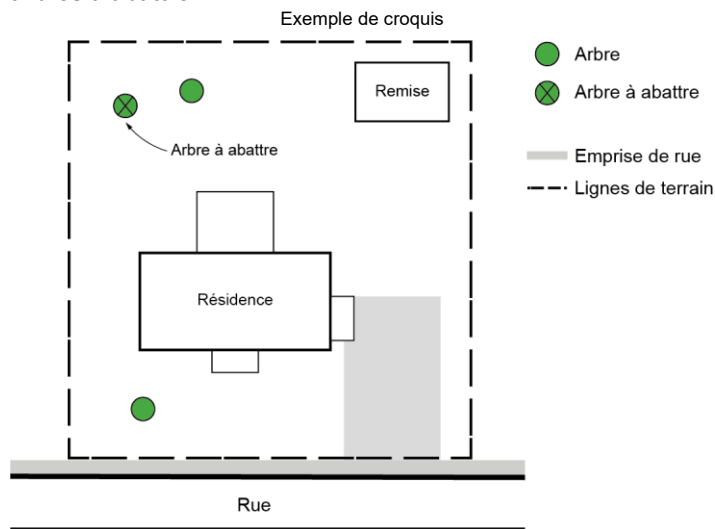 Exemple de croquis
Arbre
Remise
Arbre à abattre
Arbre à abattre
Emprise de rue
Lignes de terrain
Résidence
Rue